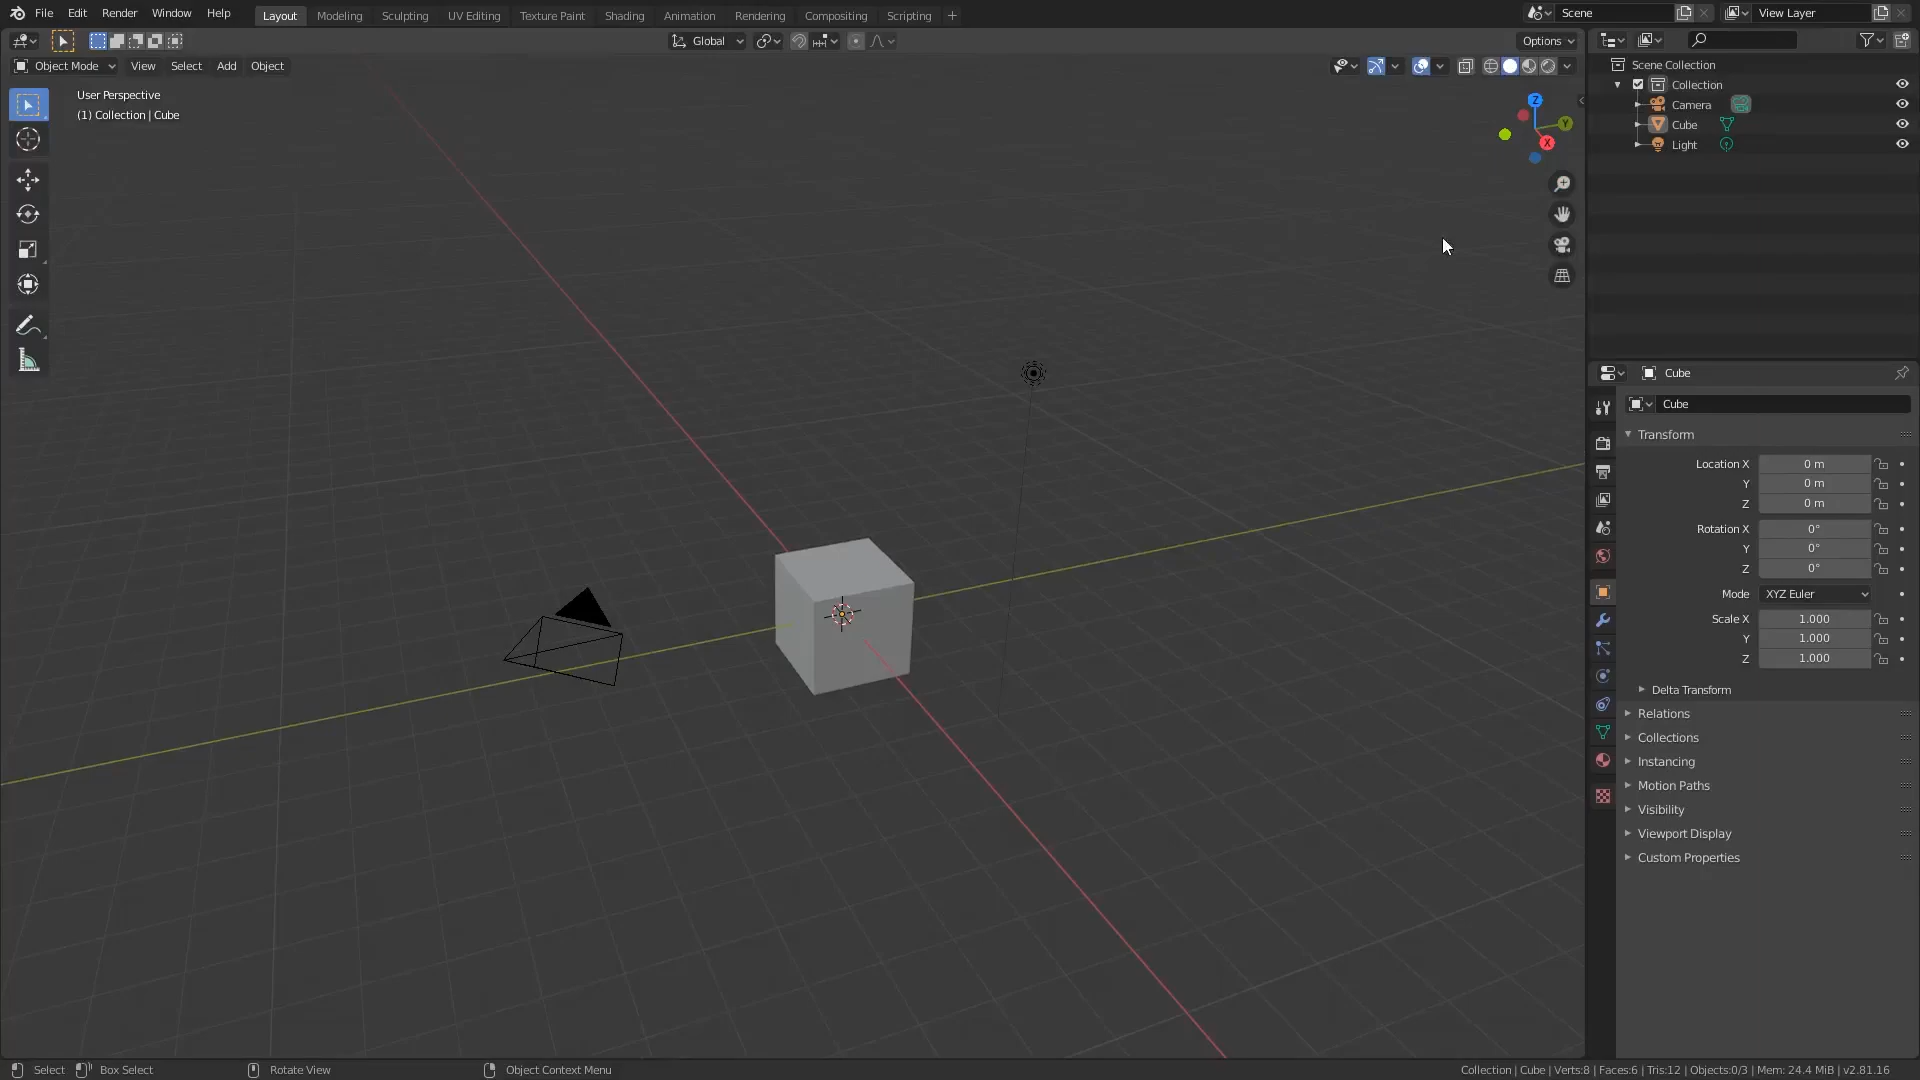 File Edit Render Window Help Layout Modeling Sculpting UV Editing Texture Paint Shading Animation Rendering Compositing Scripting + Scene View Layer
Global Options
Object Mode View Select Add Object
User Perspective
(1) Collection | Cube
Z
Y
X
Scene Collection
Collection
Camera
Cube
Light
Cube
Cube
Transform
Location X 0 m
Y 0 m
Z 0 m
Rotation X 0°
Y 0°
Z 0°
Mode XYZ Euler
Scale X 1.000
Y 1.000
Z 1.000
Delta Transform
Relations
Collections
Instancing
Motion Paths
Visibility
Viewport Display
Custom Properties
Select Box Select Rotate View Object Context Menu Collection | Cube | Verts:8 | Faces:6 | Tris:12 | Objects:0/3 | Mem: 24.4 MiB | v2.81.16